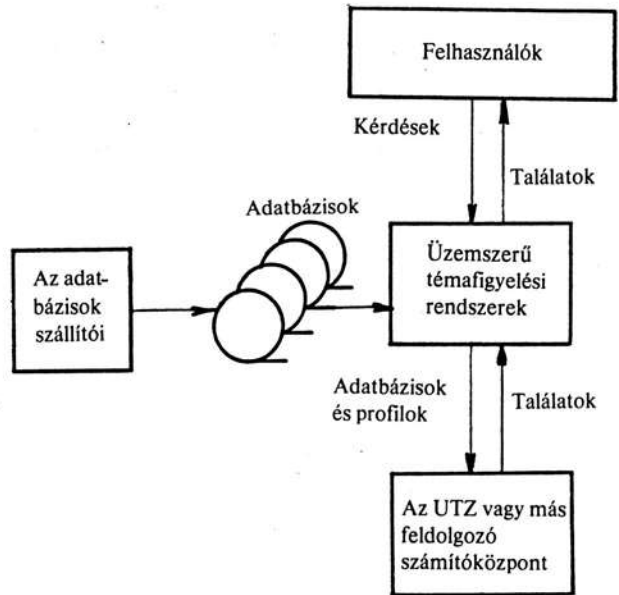 Felhasználók
Kérdések
Találatok
Adatbázisok
Az adat-
bázisok
szállítói
Üzemszerű
témafigyelési
rendszerek
Adatbázisok
és profilok
Találatok
Az UTZ vagy más
feldolgozó
számítóközpont